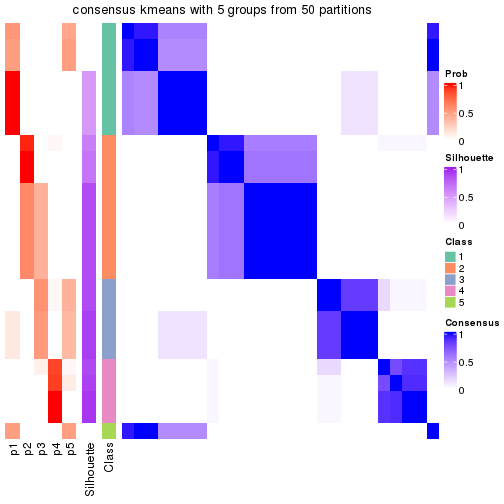 consensus kmeans with 5 groups from 50 partitions
Prob
1
0.5
0
Silhouette
1
0.5
0
Class
1
2
3
4
5
Consensus
1
0.5
0
p1
p2
p3
p4
p5
Silhouette
Class